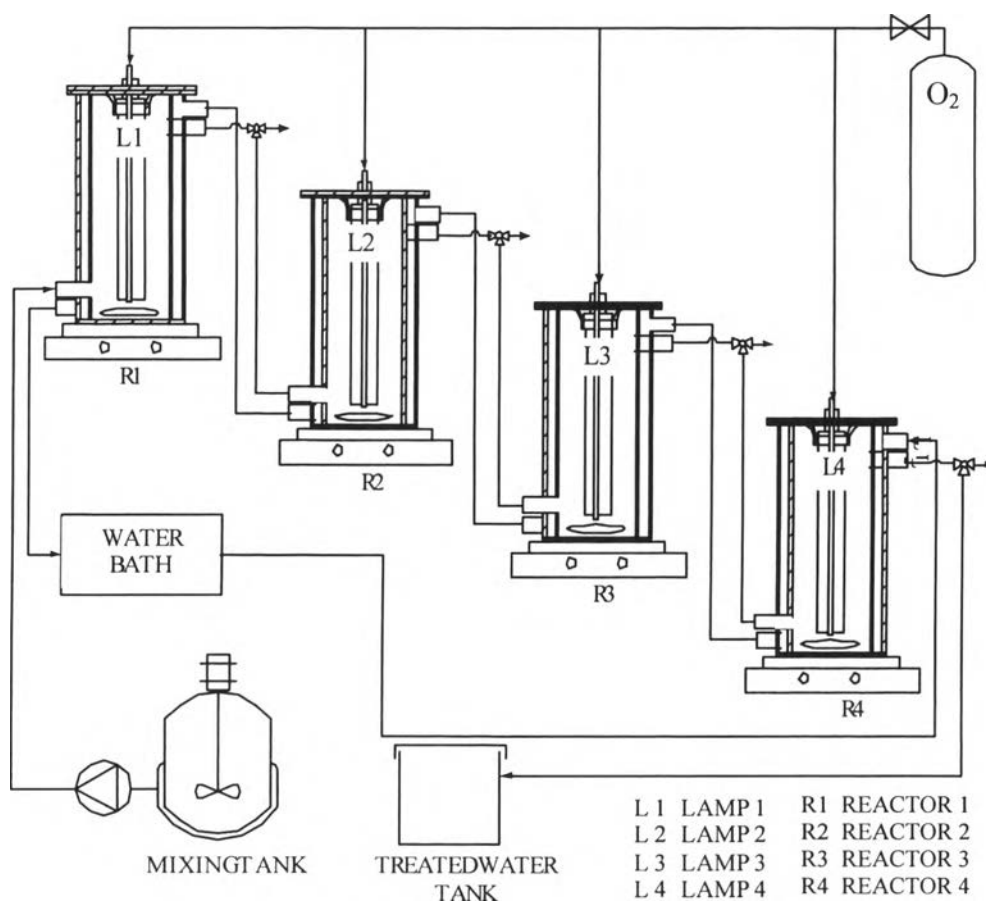 O2
L1
L2
L3
L4
R1
R2
R3
R4
WATER
BATH
MIXINGTANK
TREATEDWATER
TANK
L 1 LAMP 1 R1 REACTOR 1
L 2 LAMP 2 R2 REACTOR 2
L 3 LAMP 3 R3 REACTOR 3
L 4 LAMP 4 R4 REACTOR 4